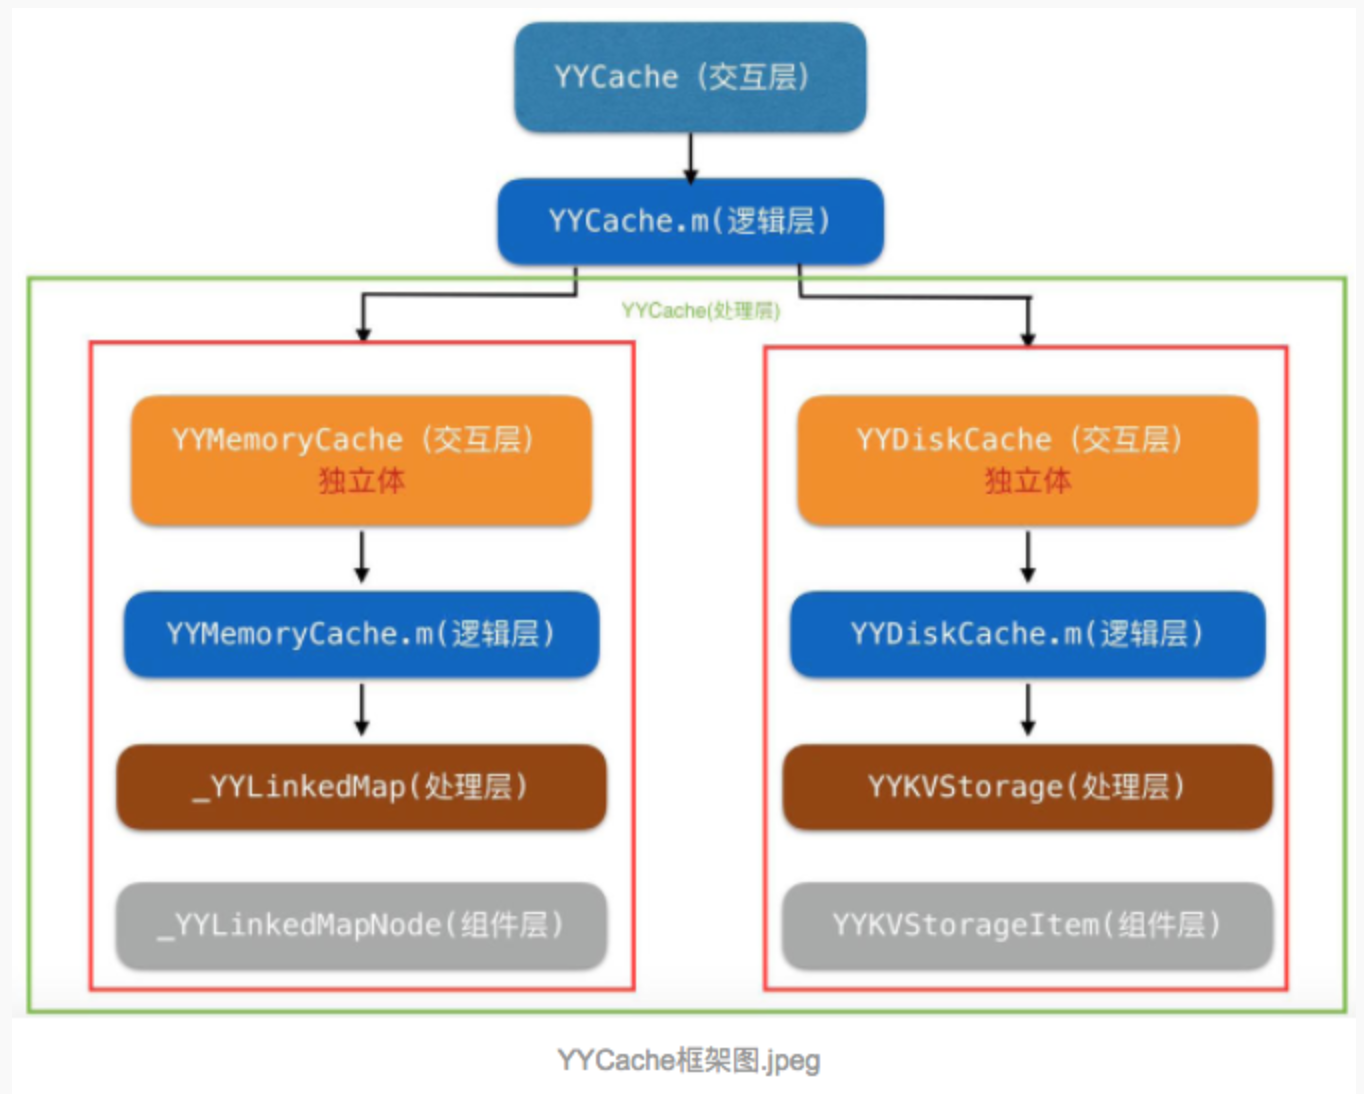 YYCache（交互层）
YYCache.m(逻辑层)
YYCache(处理层)
YYMemoryCache（交互层）
独立体
YYMemoryCache.m(逻辑层)
_YYLinkedMap(处理层)
_YYLinkedMapNode(组件层)
YYDiskCache（交互层）
独立体
YYDiskCache.m(逻辑层)
YYKVStorage(处理层)
YYKVStorageItem(组件层)
YYCache框架图.jpeg